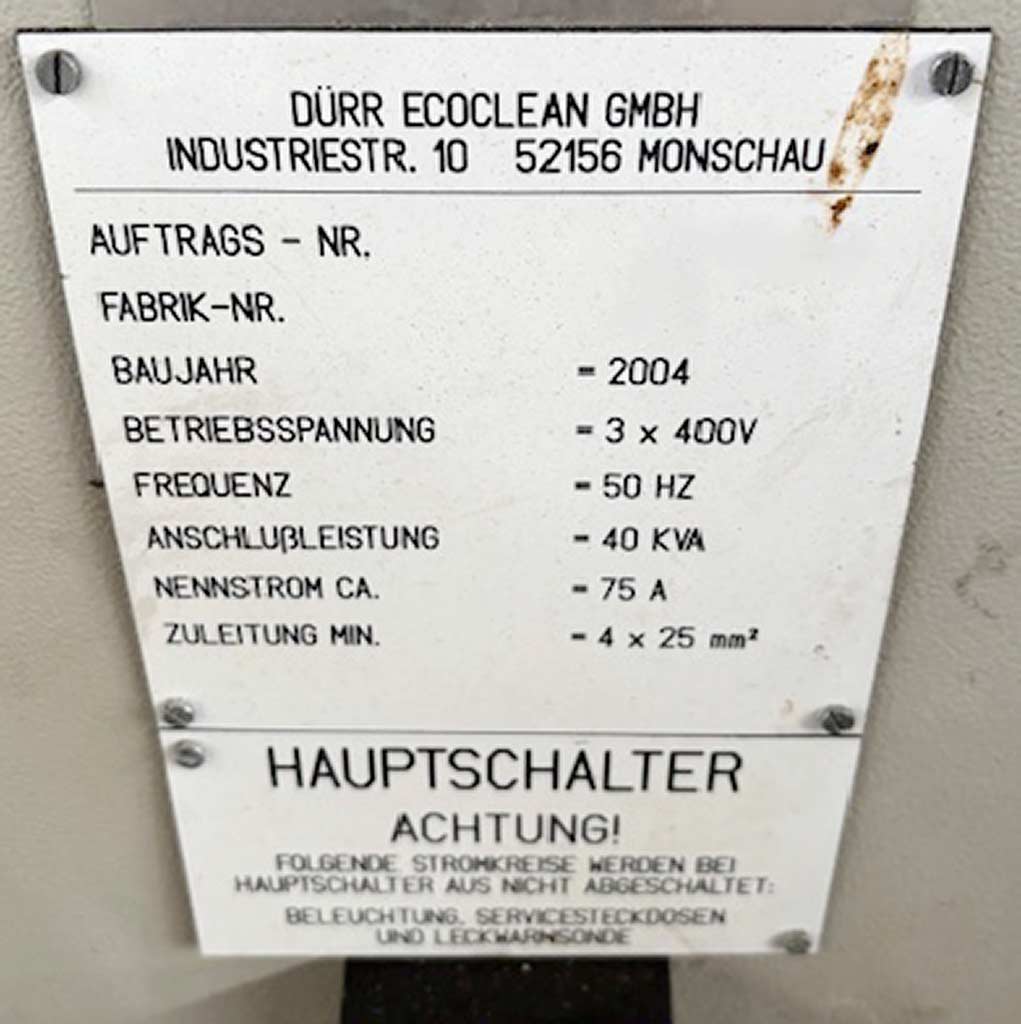 DÜRR ECOCLEAN GMBH
INDUSTRIESTR. 10 52156 MONSCHAU
AUFTRAGS - NR.
FABRIK-NR.
BAUJAHR = 2004
BETRIEBSSPANNUNG = 3 x 400V
FREQUENZ = 50 HZ
ANSCHLUßLEISTUNG = 40 KVA
NENNSTROM CA. = 75 A
ZULEITUNG MIN. = 4 x 25 mm²
HAUPTSCHALTER
ACHTUNG!
FOLGENDE STROMKREISE WERDEN BEI
HAUPTSCHALTER AUS NICHT ABGESCHALTET:
BELEUCHTUNG, SERVICESTECKDOSEN
UND LECKWARNSONDE